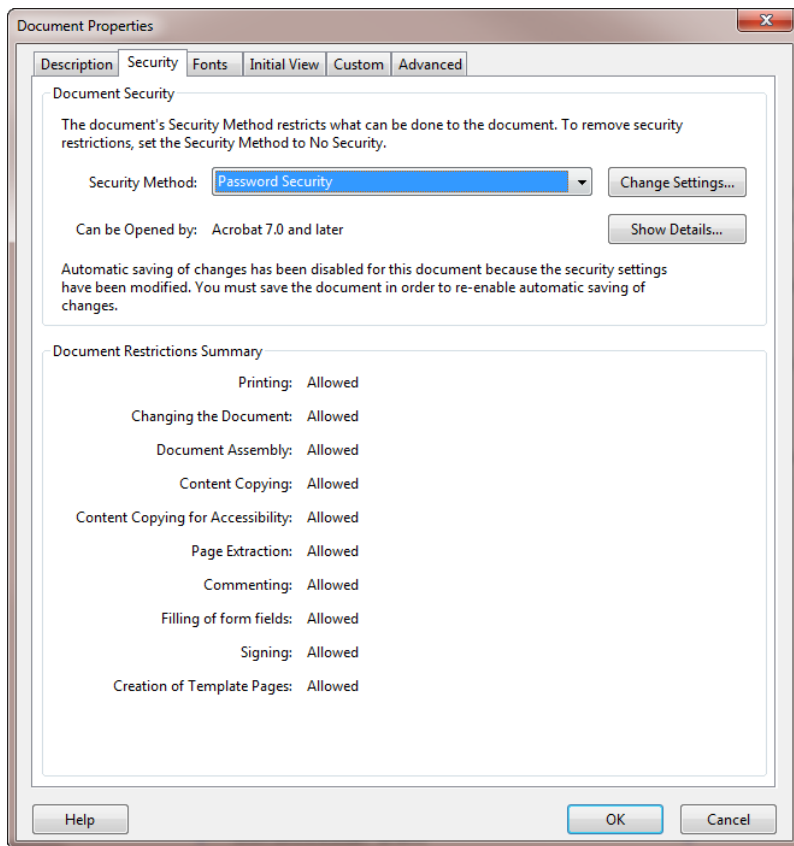 Document Properties
Description Security Fonts Initial View Custom Advanced
Document Security
The document's Security Method restricts what can be done to the document. To remove security
restrictions, set the Security Method to No Security.
Security Method: Password Security Change Settings...
Can be Opened by: Acrobat 7.0 and later Show Details...
Automatic saving of changes has been disabled for this document because the security settings
have been modified. You must save the document in order to re-enable automatic saving of
changes.
Document Restrictions Summary
Printing: Allowed
Changing the Document: Allowed
Document Assembly: Allowed
Content Copying: Allowed
Content Copying for Accessibility: Allowed
Page Extraction: Allowed
Commenting: Allowed
Filling of form fields: Allowed
Signing: Allowed
Creation of Template Pages: Allowed
Help OK Cancel